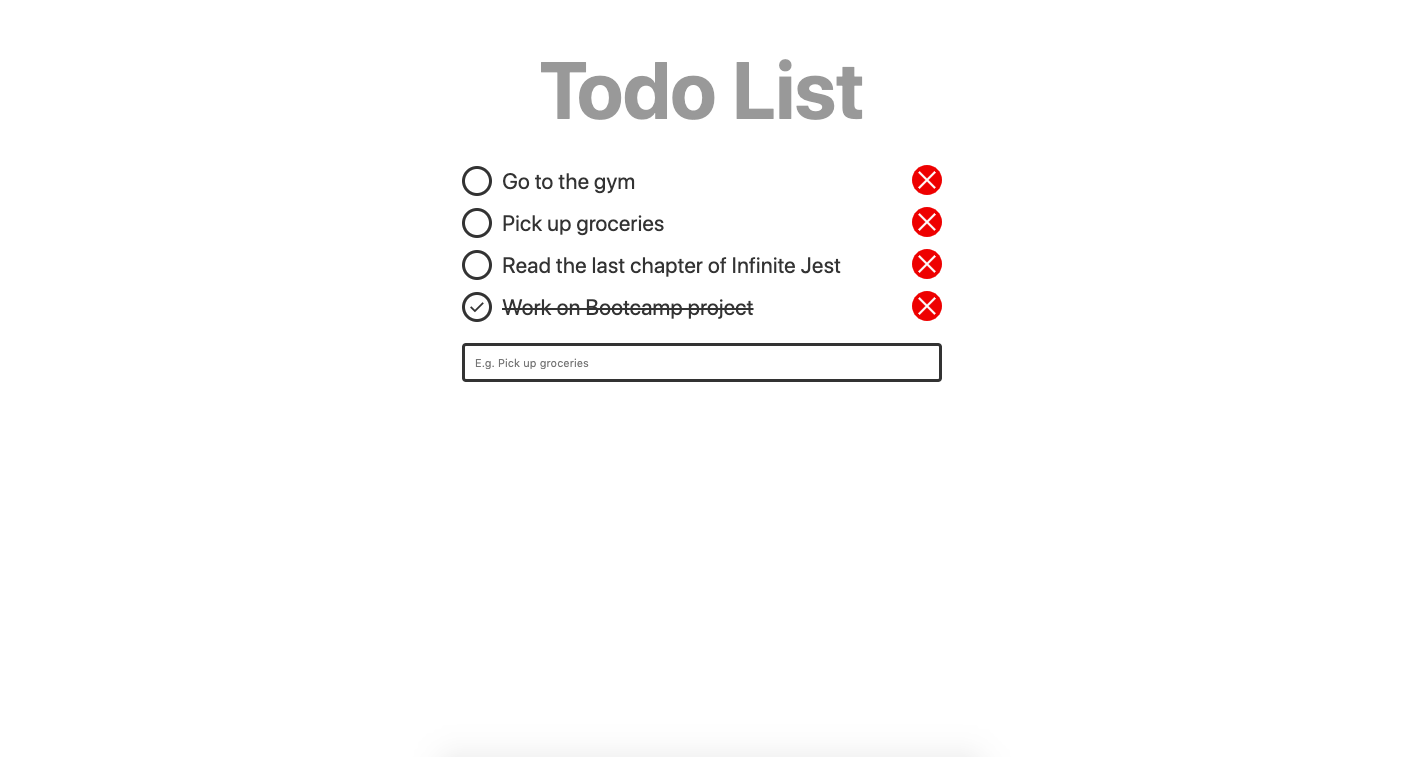 Todo List
Go to the gym
Pick up groceries
Read the last chapter of Infinite Jest
Work on Bootcamp project
E.g. Pick up groceries